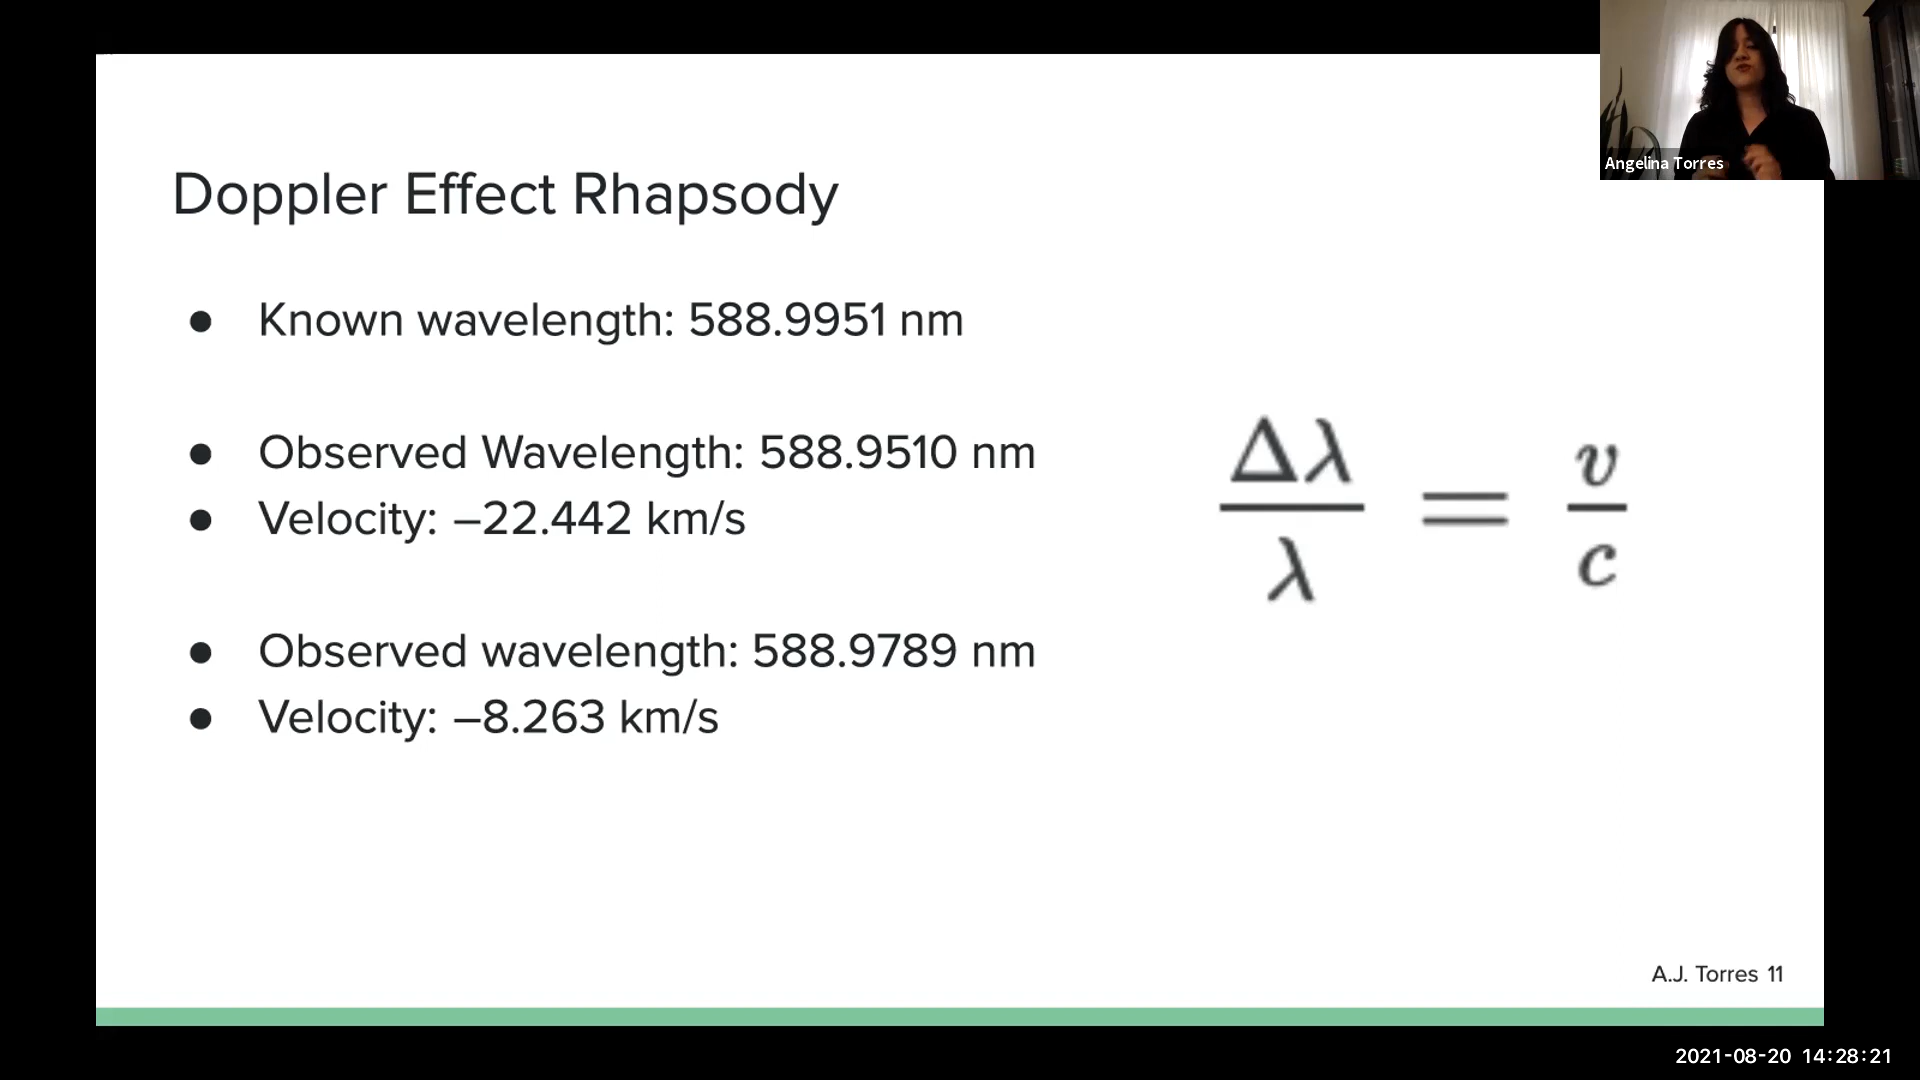 Angelina Torres
Doppler Effect Rhapsody
● Known wavelength: 588.9951 nm
● Observed Wavelength: 588.9510 nm
● Velocity: –22.442 km/s
● Observed wavelength: 588.9789 nm
● Velocity: –8.263 km/s
Δλ/λ = v/c
A.J. Torres 11
2021-08-20 14:28:21